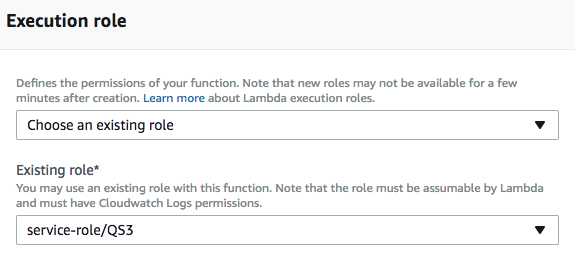 Execution role
Defines the permissions of your function. Note that new roles may not be available for a few
minutes after creation. Learn more about Lambda execution roles.
Choose an existing role
Existing role*
You may use an existing role with this function. Note that the role must be assumable by Lambda
and must have Cloudwatch Logs permissions.
service-role/QS3